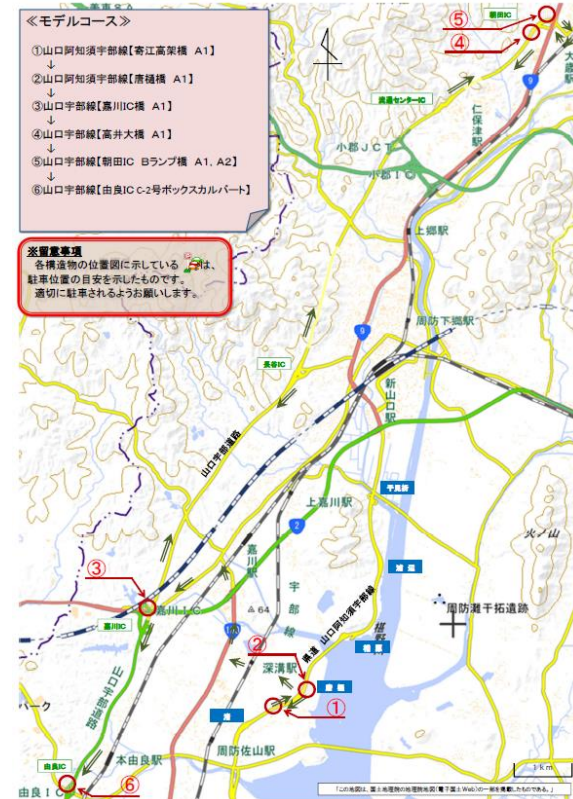 ≪モデルコース≫
①山口阿知須宇部線【寄江高架橋 A1】
↓
②山口阿知須宇部線【唐樋橋 A1】
↓
③山口宇部線【嘉川IC橋 A1】
↓
④山口宇部線【高井大橋 A1】
↓
⑤山口宇部線【朝田IC Bランプ橋 A1, A2】
↓
⑥山口宇部線【由良IC C-2号ボックスカルバート】
※留意事項
各構造物の位置図に示している は、
駐車位置の目安を示したものです。
適切に駐車されるようお願いします。
⑤
朝田IC
④
大歳駅
9
流通センターIC
仁保津駅
小郡JCT
小郡IC
上郷駅
周防下郷駅
9
長谷IC
新山口駅
山口宇部道路
上嘉川駅
2
嘉川駅
宇部線
③
嘉川IC
嘉川IC
64
火ノ山
周防灘干拓遺跡
県道 山口阿知須宇部線
②
深溝駅
①
山口宇部道路
パーク
本由良駅
周防佐山駅
由良IC
由良IC
⑥
1km
「この地図は、国土地理院の地理院地図(電子国土Web)の一部を掲載したものである。」